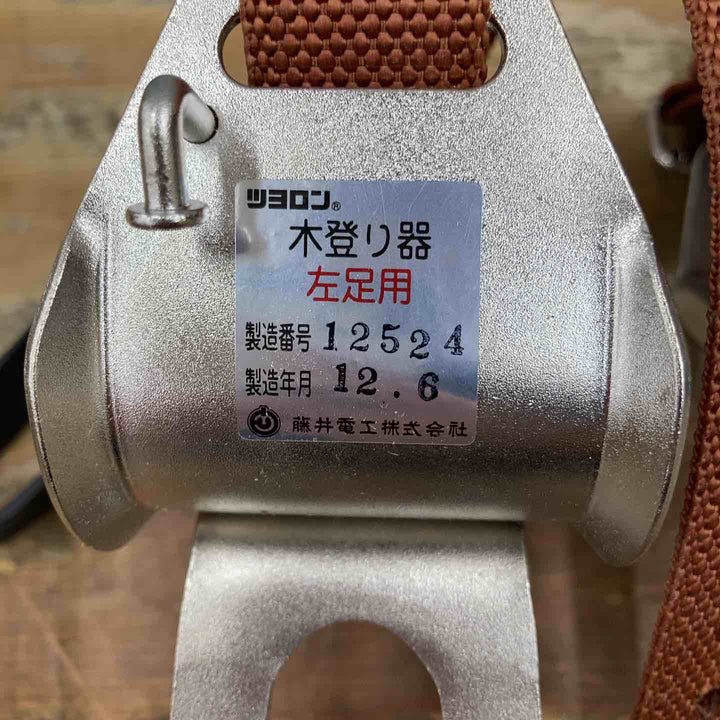 ツヨロン®
木登り器
左足用
製造番号 12524
製造年月 12.6
藤井電工株式会社